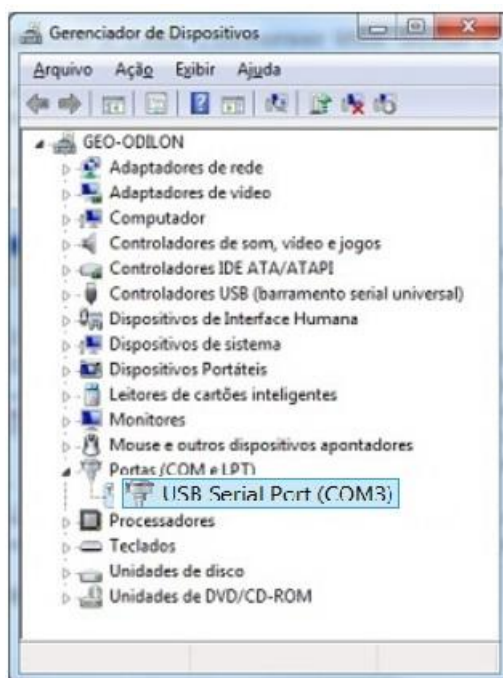 Gerenciador de Dispositivos
Arquivo Ação Exibir Ajuda
GEO-ODILON
Adaptadores de rede
Adaptadores de vídeo
Computador
Controladores de som, vídeo e jogos
Controladores IDE ATA/ATAPI
Controladores USB (barramento serial universal)
Dispositivos de Interface Humana
Dispositivos de sistema
Dispositivos Portáteis
Leitores de cartões inteligentes
Monitores
Mouse e outros dispositivos apontadores
Portas (COM e LPT)
USB Serial Port (COM3)
Processadores
Teclados
Unidades de disco
Unidades de DVD/CD-ROM